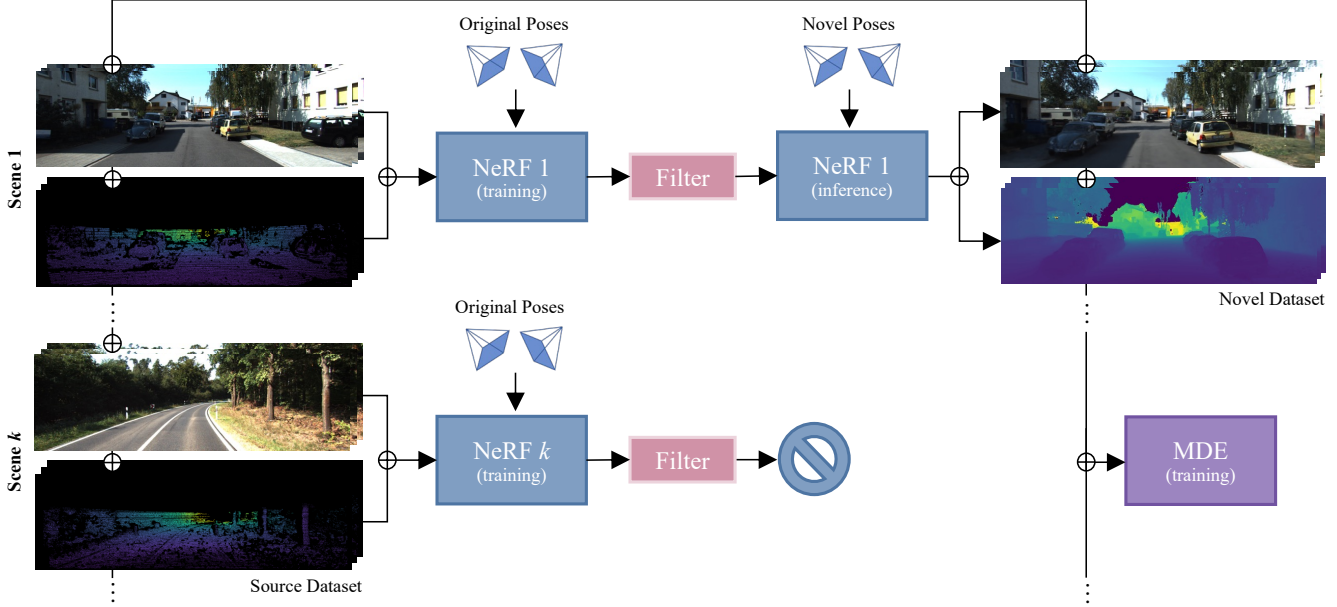 Original Poses
Novel Poses
Scene 1
NeRF 1
(training)
Filter
NeRF 1
(inference)
Novel Dataset
Original Poses
Scene k
NeRF k
(training)
Filter
MDE
(training)
Source Dataset